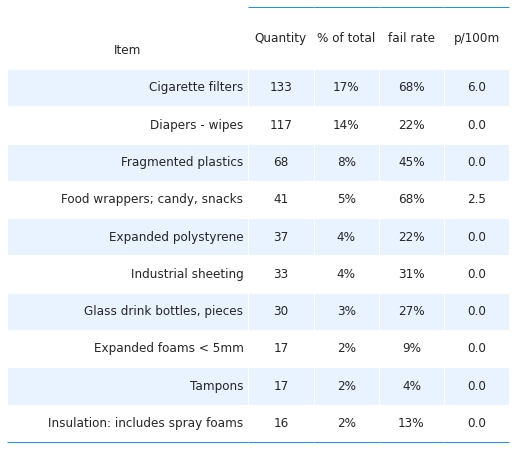 Item Quantity % of total fail rate p/100m
Cigarette filters 133 17% 68% 6.0
Diapers - wipes 117 14% 22% 0.0
Fragmented plastics 68 8% 45% 0.0
Food wrappers; candy, snacks 41 5% 68% 2.5
Expanded polystyrene 37 4% 22% 0.0
Industrial sheeting 33 4% 31% 0.0
Glass drink bottles, pieces 30 3% 27% 0.0
Expanded foams < 5mm 17 2% 9% 0.0
Tampons 17 2% 4% 0.0
Insulation: includes spray foams 16 2% 13% 0.0